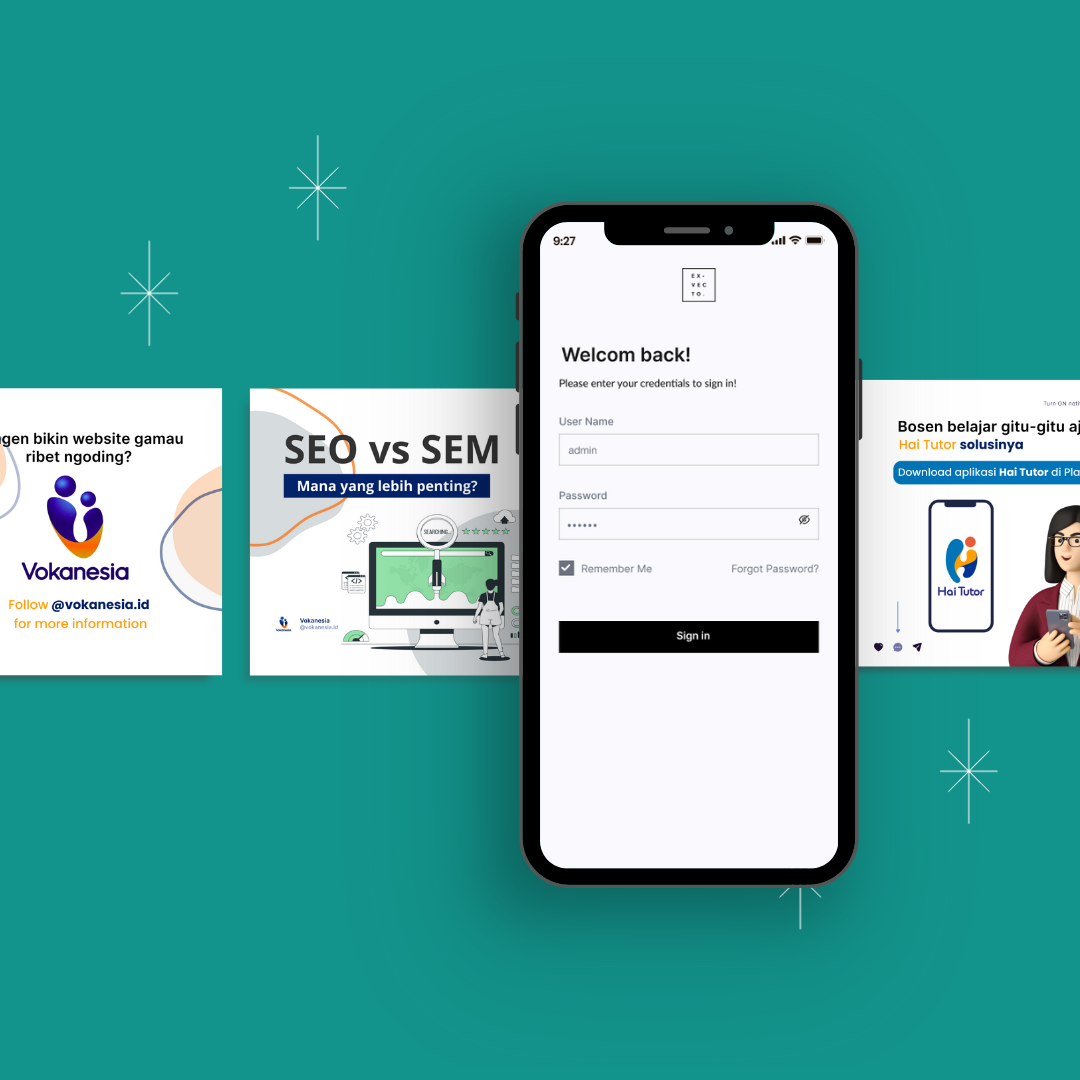 gen bikin website gamau
ribet ngoding?
Vokanesia
Follow @vokanesia.id
for more information
SEO vs SEM
Mana yang lebih penting?
SEARCHING...
Vokanesia
@vokanesia.id
9:27
EX-
VEC
TO.
Welcom back!
Please enter your credentials to sign in!
User Name
admin
Password
••••••
Remember Me
Forgot Password?
Sign in
Turn ON noti
Bosen belajar gitu-gitu aj
Hai Tutor solusinya
Download aplikasi Hai Tutor di Pla
Hai Tutor